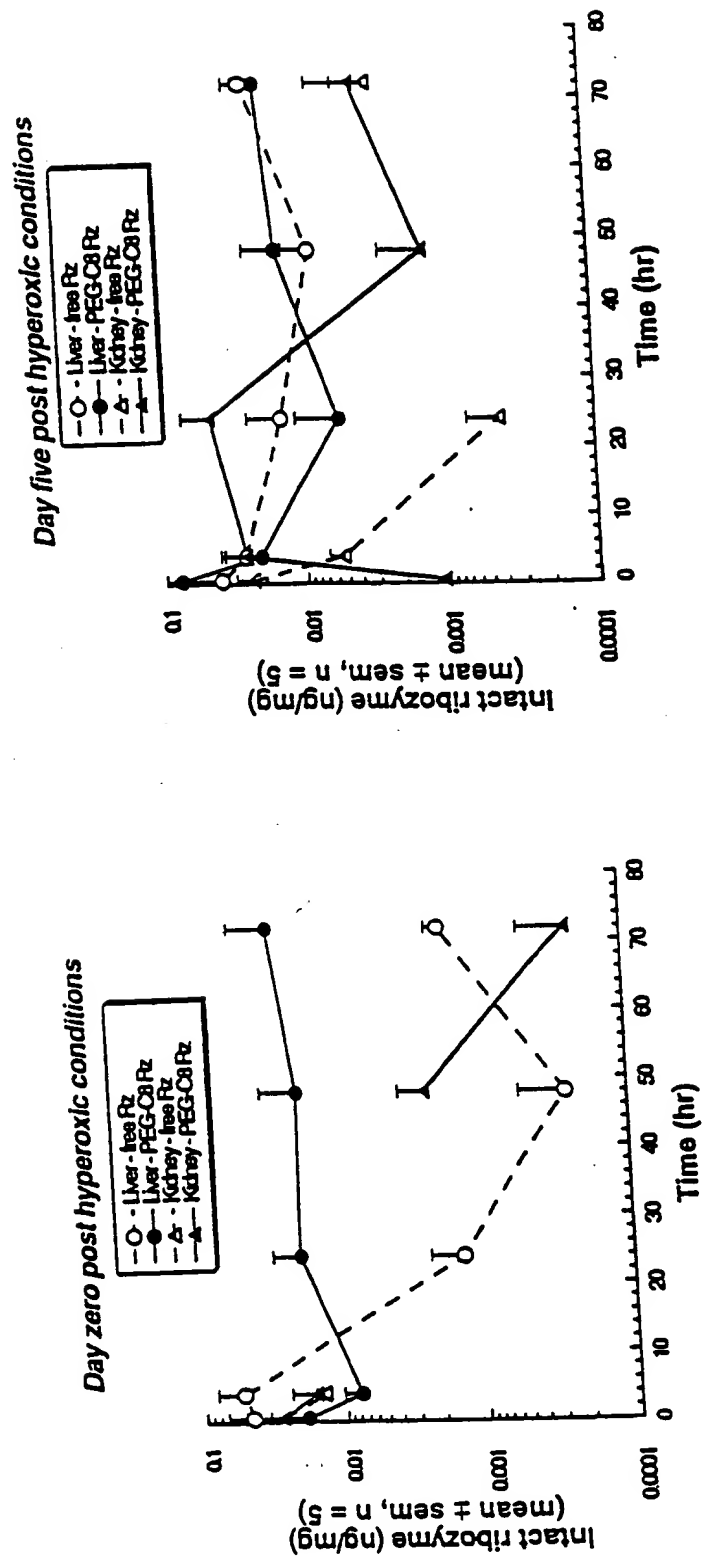 Day zero post hyperoxic conditions
- O - Liver - free Rz
—●— Liver - PEG-C8 Rz
- Δ - Kidney - free Rz
—▲— Kidney - PEG-C8 Rz
Intact ribozyme (ng/mg)
(mean ± sem, n = 5)
0.1
0.01
0.001
0.0001
0
10
20
30
40
50
60
70
80
Time (hr)
Day five post hyperoxic conditions
- O - Liver - free Rz
—●— Liver - PEG-C8 Rz
- Δ - Kidney - free Rz
—▲— Kidney - PEG-C8 Rz
Intact ribozyme (ng/mg)
(mean ± sem, n = 5)
0.1
0.01
0.001
0.0001
0
10
20
30
40
50
60
70
80
Time (hr)